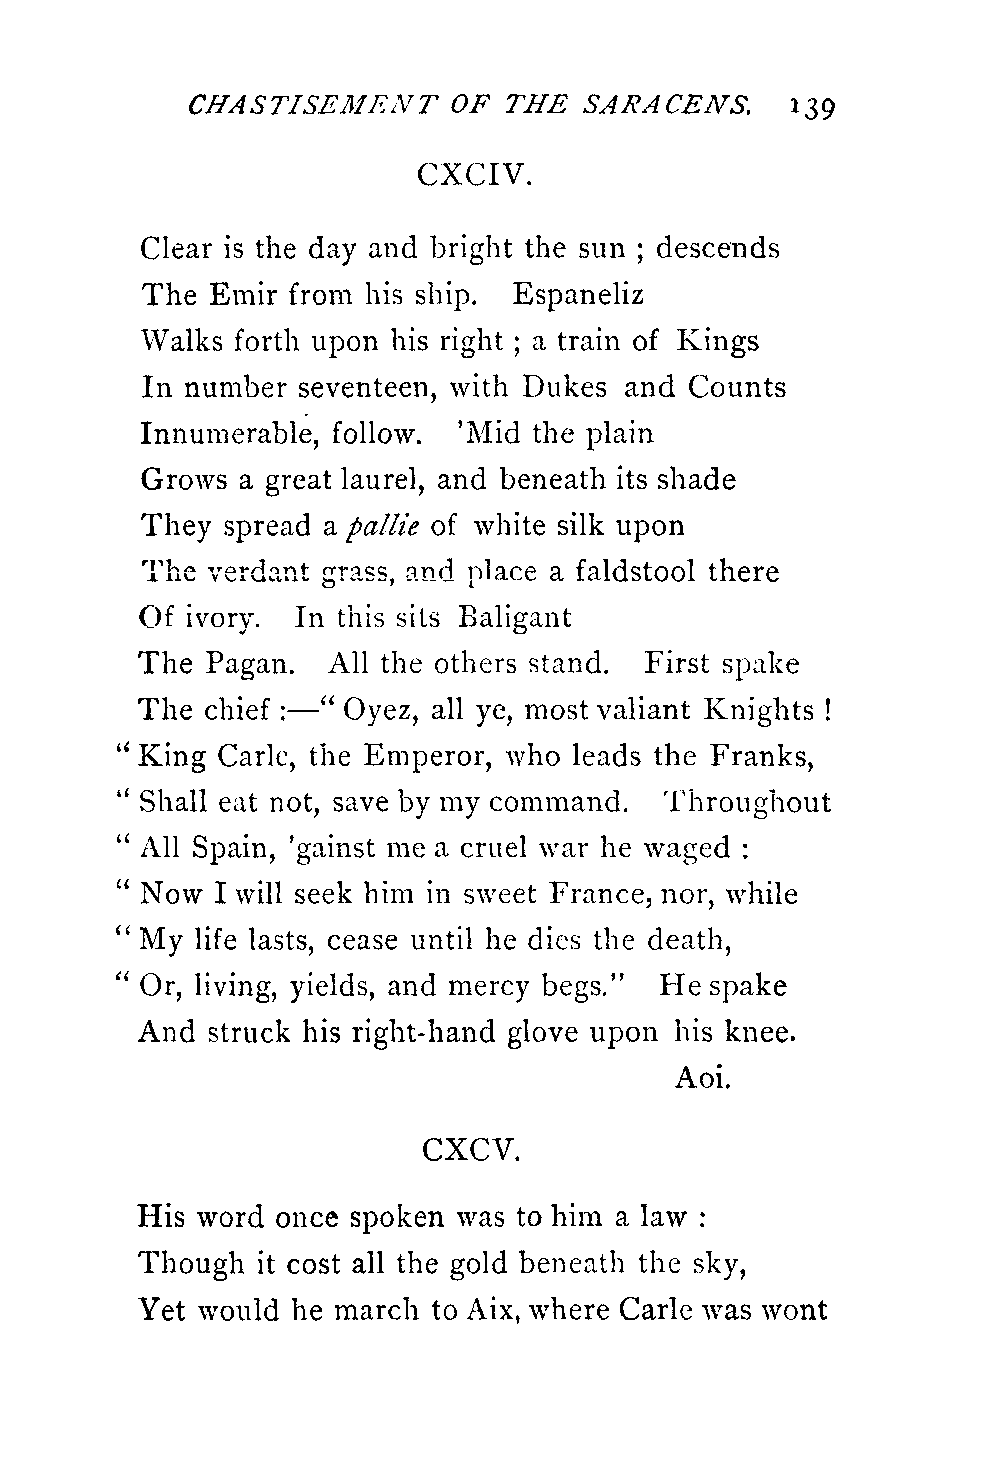 CHASTISEMENT OF THE SARACENS. 139
CXCIV.
Clear is the day and bright the sun ; descends
The Emir from his ship. Espaneliz
Walks forth upon his right ; a train of Kings
In number seventeen, with Dukes and Counts
Innumerable, follow. 'Mid the plain
Grows a great laurel, and beneath its shade
They spread a pallie of white silk upon
The verdant grass, and place a faldstool there
Of ivory. In this sits Baligant
The Pagan. All the others stand. First spake
The chief :—“ Oyez, all ye, most valiant Knights !
“ King Carle, the Emperor, who leads the Franks,
“ Shall eat not, save by my command. Throughout
“ All Spain, 'gainst me a cruel war he waged :
“ Now I will seek him in sweet France, nor, while
“ My life lasts, cease until he dies the death,
“ Or, living, yields, and mercy begs.” He spake
And struck his right-hand glove upon his knee.
Aoi.
CXCV.
His word once spoken was to him a law :
Though it cost all the gold beneath the sky,
Yet would he march to Aix, where Carle was wont